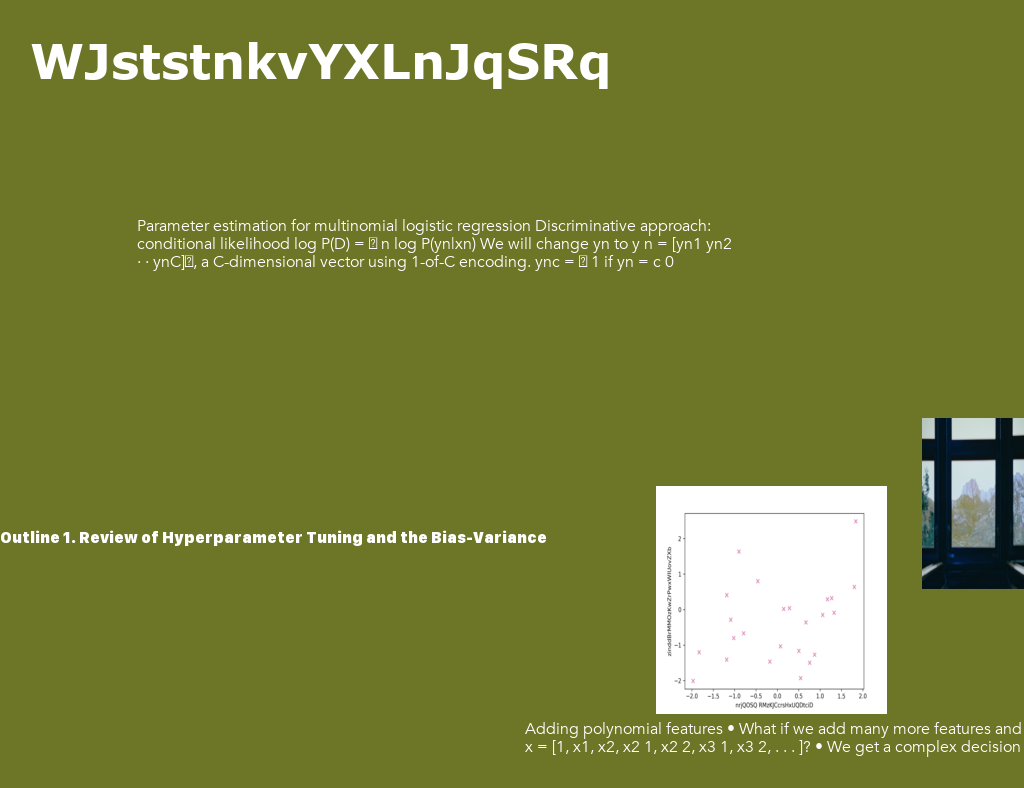 WJststnkvYXLnJqSRq
Parameter estimation for multinomial logistic regression Discriminative approach:
conditional likelihood log P(D) = n log P(ynlxn) We will change yn to y n = [yn1 yn2
· · ynC], a C-dimensional vector using 1-of-C encoding. ync = 1 if yn = c 0
Outline 1. Review of Hyperparameter Tuning and the Bias-Variance
2
1
0
−1
−2
−2.0 −1.5 −1.0 −0.5 0.0 0.5 1.0 1.5 2.0
Adding polynomial features • What if we add many more features and
x = [1, x1, x2, x2 1, x2 2, x3 1, x3 2, . . . ]? • We get a complex decision